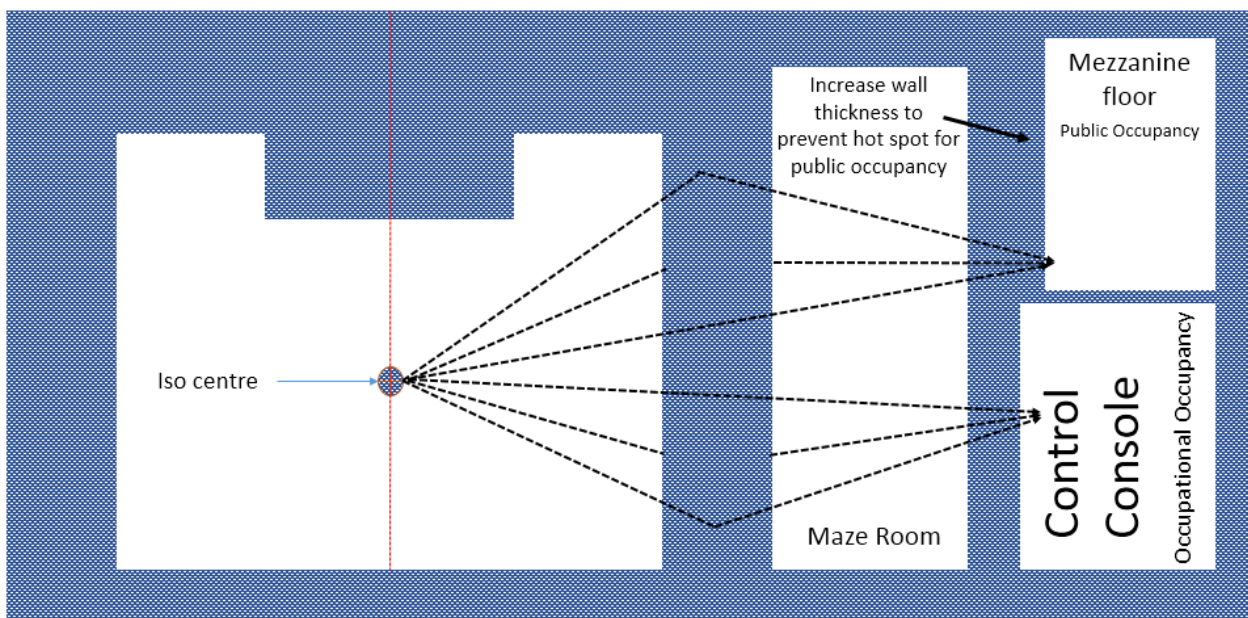 Increase wall
thickness to
prevent hot spot for
public occupancy
Mezzanine
floor
Public Occupancy
Iso centre
Control
Console
Occupational Occupancy
Maze Room